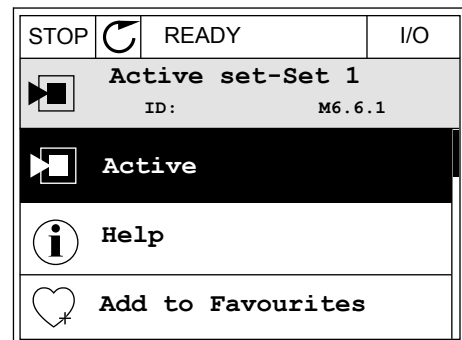 STOP READY I/O
Active set-Set 1
ID: M6.6.1
Active
Help
Add to Favourites